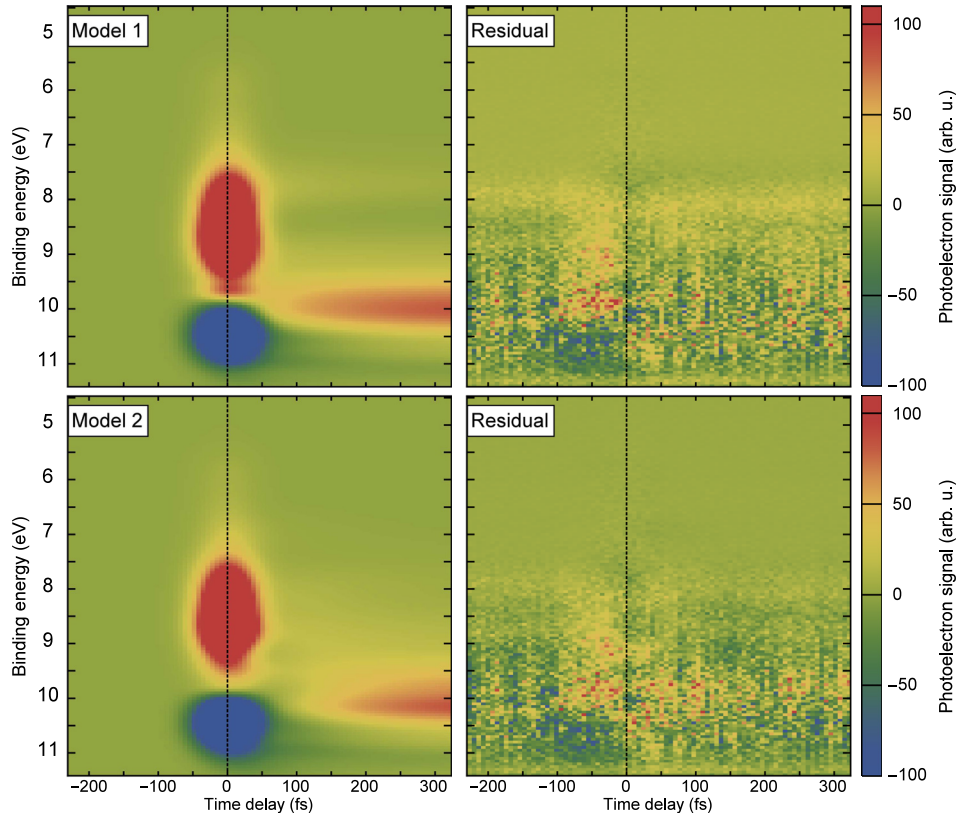 Model 1
Residual
5
6
7
8
9
10
11
Binding energy (eV)
100
50
0
−50
−100
Photoelectron signal (arb. u.)
Model 2
Residual
5
6
7
8
9
10
11
Binding energy (eV)
100
50
0
−50
−100
Photoelectron signal (arb. u.)
−200 −100 0 100 200 300
−200 −100 0 100 200 300
Time delay (fs)
Time delay (fs)